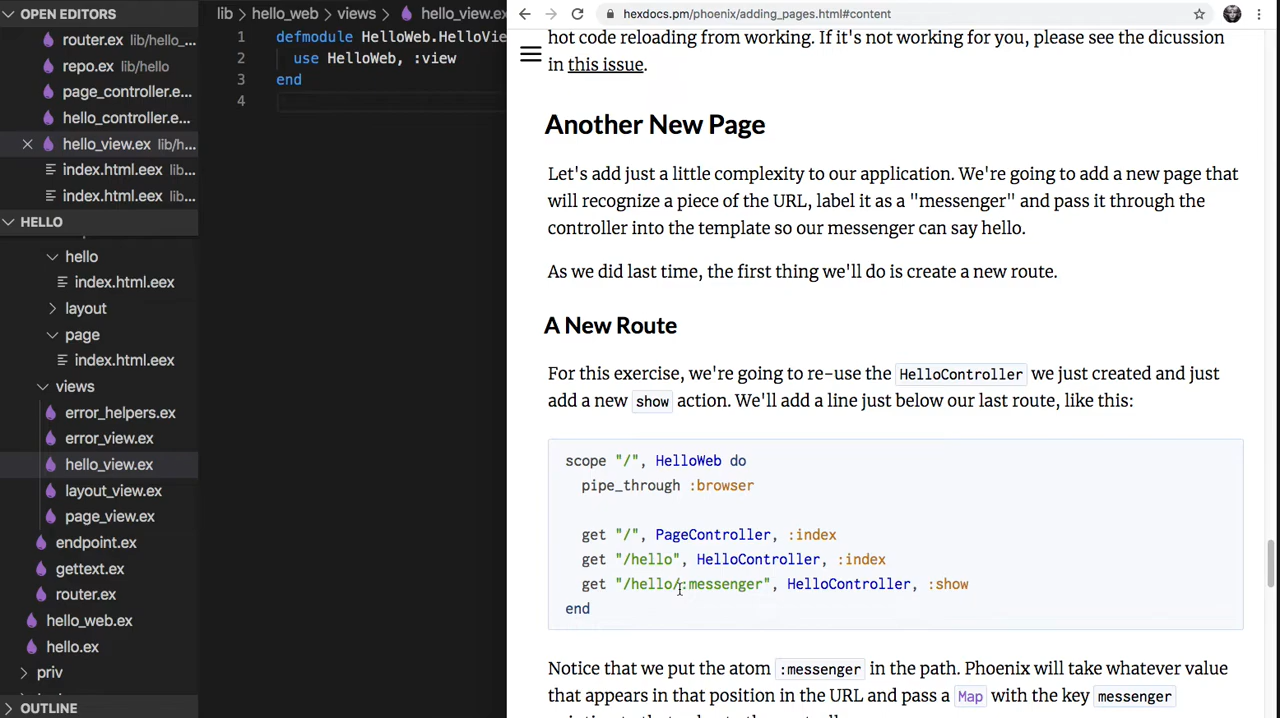 OPEN EDITORS
router.ex lib/hello_...
repo.ex lib/hello
page_controller.e...
hello_controller.e...
hello_view.ex lib/h...
index.html.eex lib...
index.html.eex lib...
HELLO
hello
index.html.eex
layout
page
index.html.eex
views
error_helpers.ex
error_view.ex
hello_view.ex
layout_view.ex
page_view.ex
endpoint.ex
gettext.ex
router.ex
hello_web.ex
hello.ex
priv
OUTLINE
lib > hello_web > views > hello_view.ex
1 defmodule HelloWeb.HelloVie
2 use HelloWeb, :view
3 end
4
hexdocs.pm/phoenix/adding_pages.html#content
hot code reloading from working. If it's not working for you, please see the dicussion
in this issue.
Another New Page
Let's add just a little complexity to our application. We're going to add a new page that
will recognize a piece of the URL, label it as a "messenger" and pass it through the
controller into the template so our messenger can say hello.
As we did last time, the first thing we'll do is create a new route.
A New Route
For this exercise, we're going to re-use the HelloController we just created and just
add a new show action. We'll add a line just below our last route, like this:
scope "/", HelloWeb do
pipe_through :browser
get "/", PageController, :index
get "/hello", HelloController, :index
get "/hello/:messenger", HelloController, :show
end
Notice that we put the atom :messenger in the path. Phoenix will take whatever value
that appears in that position in the URL and pass a Map with the key messenger